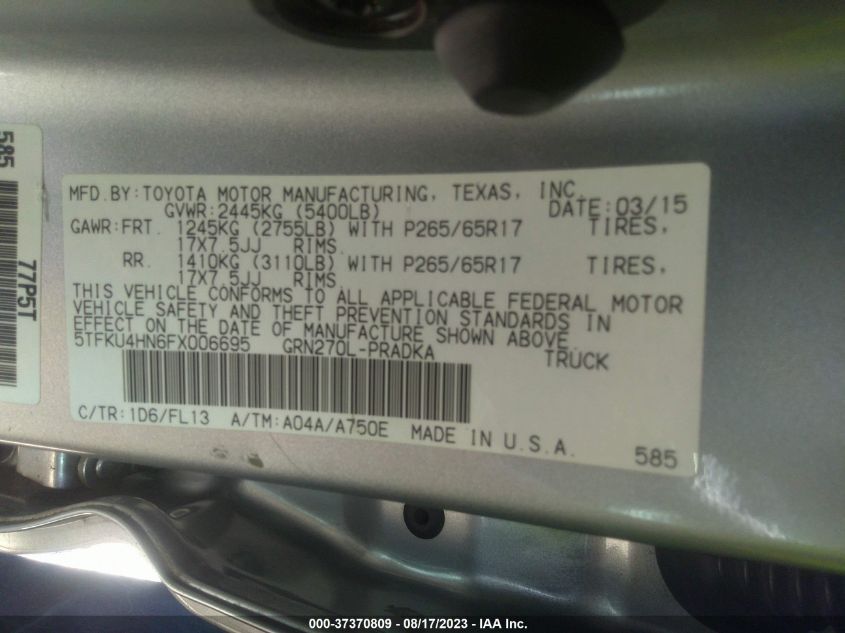 585
77P5T
MFD.BY:TOYOTA MOTOR MANUFACTURING, TEXAS, INC.
GVWR:2445KG (5400LB) DATE:03/15
GAWR:FRT. 1245KG (2755LB) WITH P265/65R17 TIRES,
17X7.5JJ RIMS.
RR. 1410KG (3110LB) WITH P265/65R17 TIRES,
17X7.5JJ RIMS.
THIS VEHICLE CONFORMS TO ALL APPLICABLE FEDERAL MOTOR
VEHICLE SAFETY AND THEFT PREVENTION STANDARDS IN
EFFECT ON THE DATE OF MANUFACTURE SHOWN ABOVE.
5TFKU4HN6FX006695 GRN270L-PRADKA TRUCK
C/TR:1D6/FL13 A/TM:A04A/A750E MADE IN U.S.A.
585
000-37370809 - 08/17/2023 - IAA Inc.